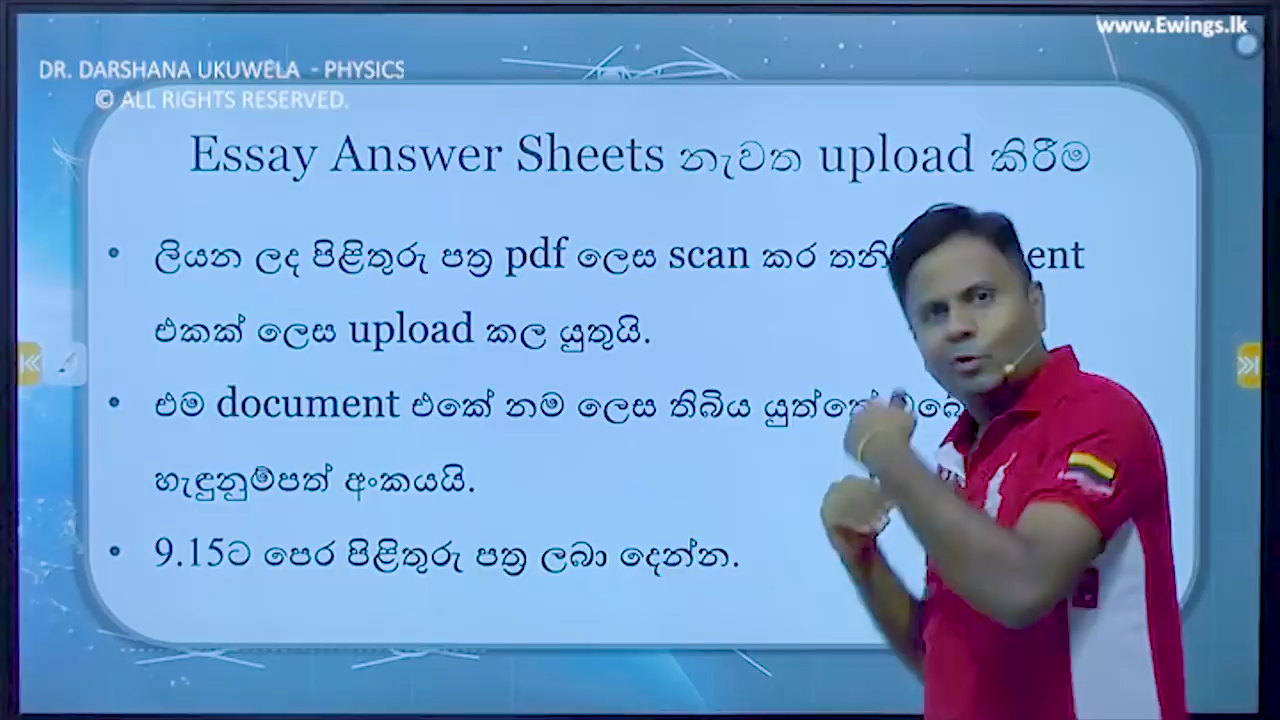 www.Ewings.lk
DR. DARSHANA UKUWELA - PHYSICS
© ALL RIGHTS RESERVED.
Essay Answer Sheets නැවත upload කිරීම
• ලියන ලද පිළිතුරු පත්‍ර pdf ලෙස scan කර
එකක් ලෙස upload කල යුතුයි.
• එම document එකේ නම ලෙස තිබිය
හැඳුනුම්පත් අංකයයි.
• 9.15ට පෙර පිළිතුරු පත්‍ර ලබා දෙන්න.